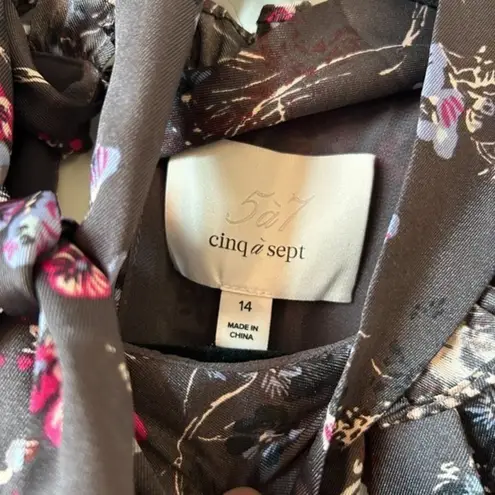 5à7
cinq à sept
14
MADE IN
CHINA